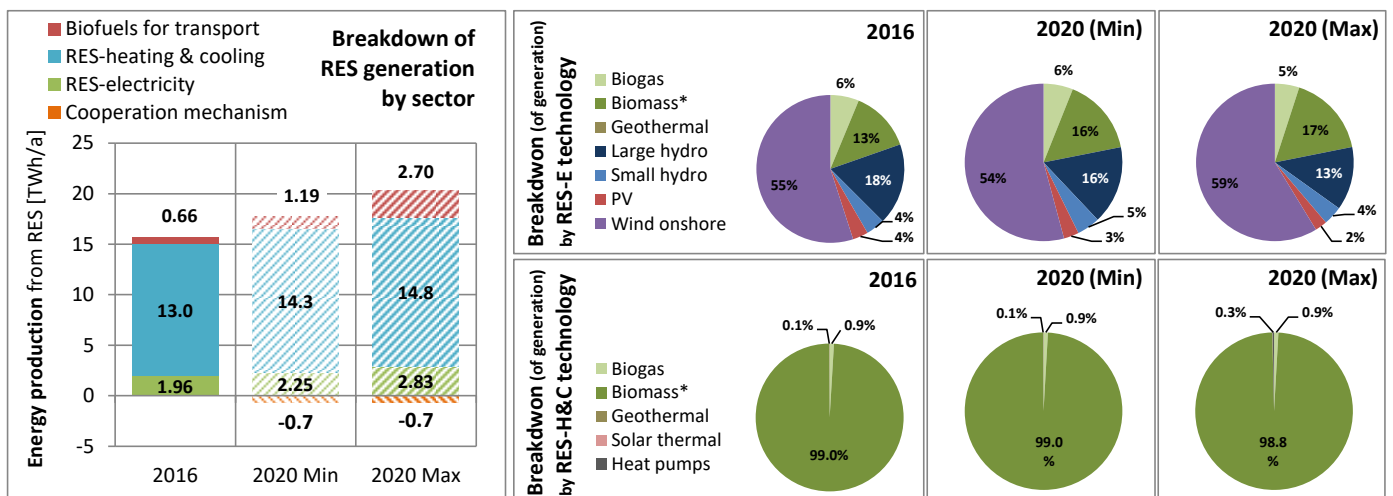 Biofuels for transport
RES-heating & cooling
RES-electricity
Cooperation mechanism
Breakdown of
RES generation
by sector
Energy production from RES [TWh/a]
25
20
15
10
5
0
-5
0.66
13.0
1.96
1.19
14.3
2.25
-0.7
2.70
14.8
2.83
-0.7
2016
2020 Min
2020 Max
Breakdwon (of generation)
by RES-E technology
Biogas
Biomass*
Geothermal
Large hydro
Small hydro
PV
Wind onshore
2016
6%
13%
18%
4%
4%
55%
2020 (Min)
6%
16%
16%
5%
3%
54%
2020 (Max)
5%
17%
13%
4%
2%
59%
Breakdwon (of generation)
by RES-H&C technology
Biogas
Biomass*
Geothermal
Solar thermal
Heat pumps
2016
0.1%
0.9%
99.0%
2020 (Min)
0.1%
0.9%
99.0
%
2020 (Max)
0.3%
0.9%
98.8
%